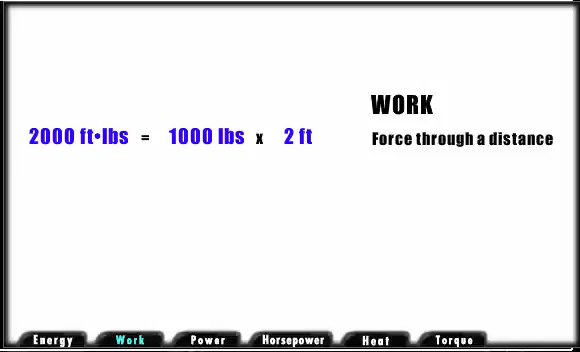 WORK
2000 ft•lbs = 1000 lbs x 2 ft
Force through a distance
Energy Work Power Horsepower Heat Torque